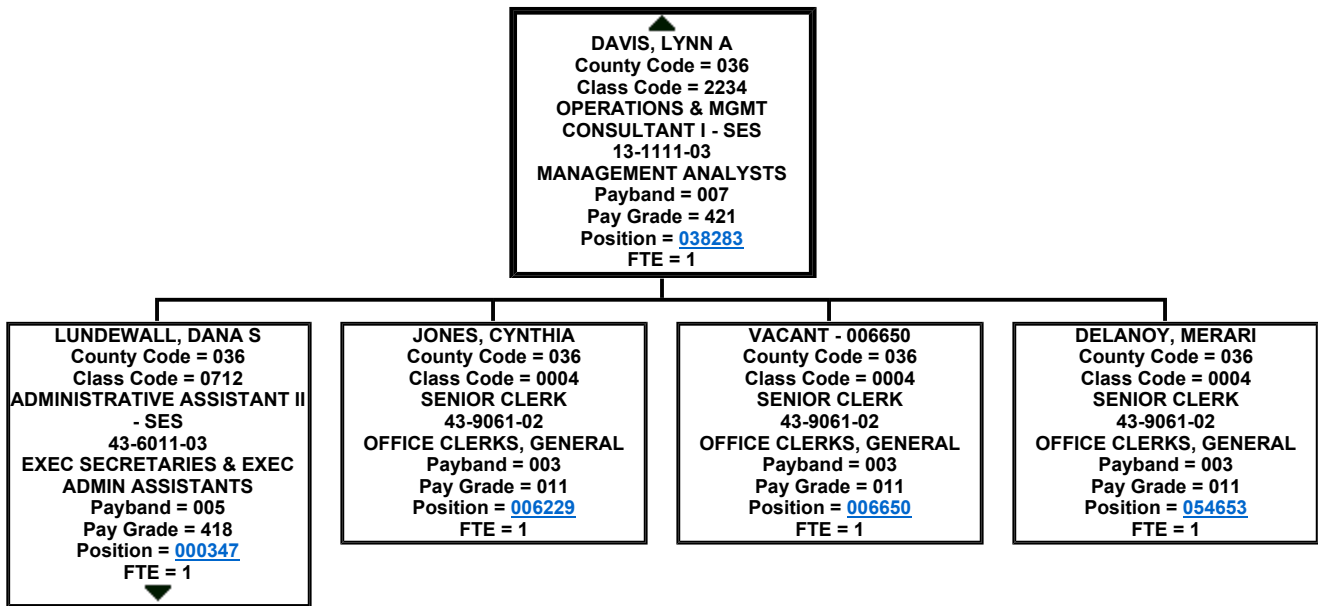 DAVIS, LYNN A
County Code = 036
Class Code = 2234
OPERATIONS & MGMT
CONSULTANT I - SES
13-1111-03
MANAGEMENT ANALYSTS
Payband = 007
Pay Grade = 421
Position = 038283
FTE = 1
LUNDEWALL, DANA S
County Code = 036
Class Code = 0712
ADMINISTRATIVE ASSISTANT II
- SES
43-6011-03
EXEC SECRETARIES & EXEC
ADMIN ASSISTANTS
Payband = 005
Pay Grade = 418
Position = 000347
FTE = 1
JONES, CYNTHIA
County Code = 036
Class Code = 0004
SENIOR CLERK
43-9061-02
OFFICE CLERKS, GENERAL
Payband = 003
Pay Grade = 011
Position = 006229
FTE = 1
VACANT - 006650
County Code = 036
Class Code = 0004
SENIOR CLERK
43-9061-02
OFFICE CLERKS, GENERAL
Payband = 003
Pay Grade = 011
Position = 006650
FTE = 1
DELANOY, MERARI
County Code = 036
Class Code = 0004
SENIOR CLERK
43-9061-02
OFFICE CLERKS, GENERAL
Payband = 003
Pay Grade = 011
Position = 054653
FTE = 1